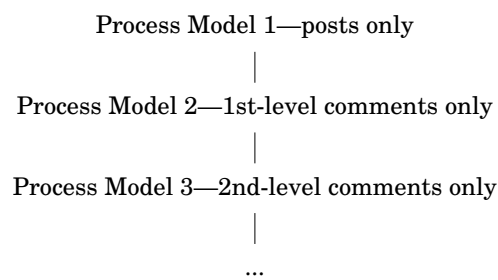 Process Model 1—posts only
Process Model 2—1st-level comments only
Process Model 3—2nd-level comments only
...